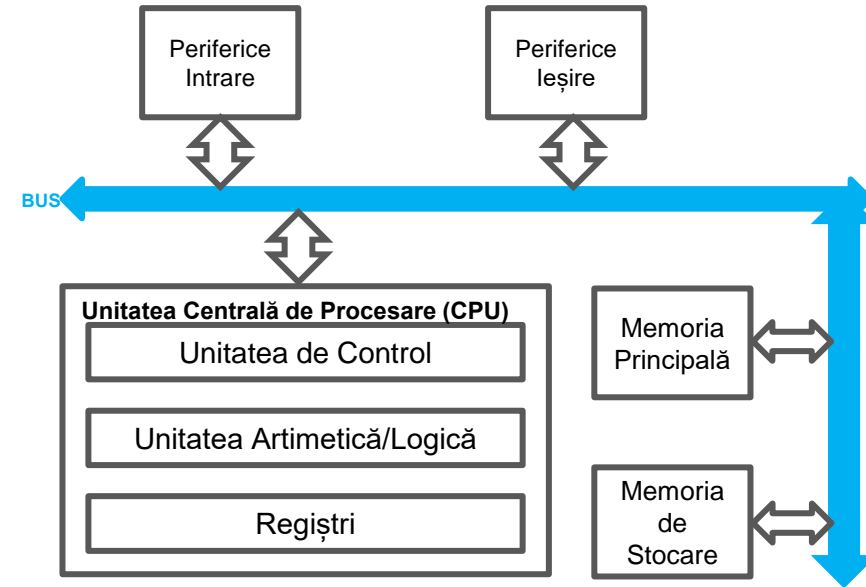 Periferice
Intrare
Periferice
Ieșire
BUS
Unitatea Centrală de Procesare (CPU)
Unitatea de Control
Unitatea Artimetică/Logică
Regiștri
Memoria
Principală
Memoria
de
Stocare